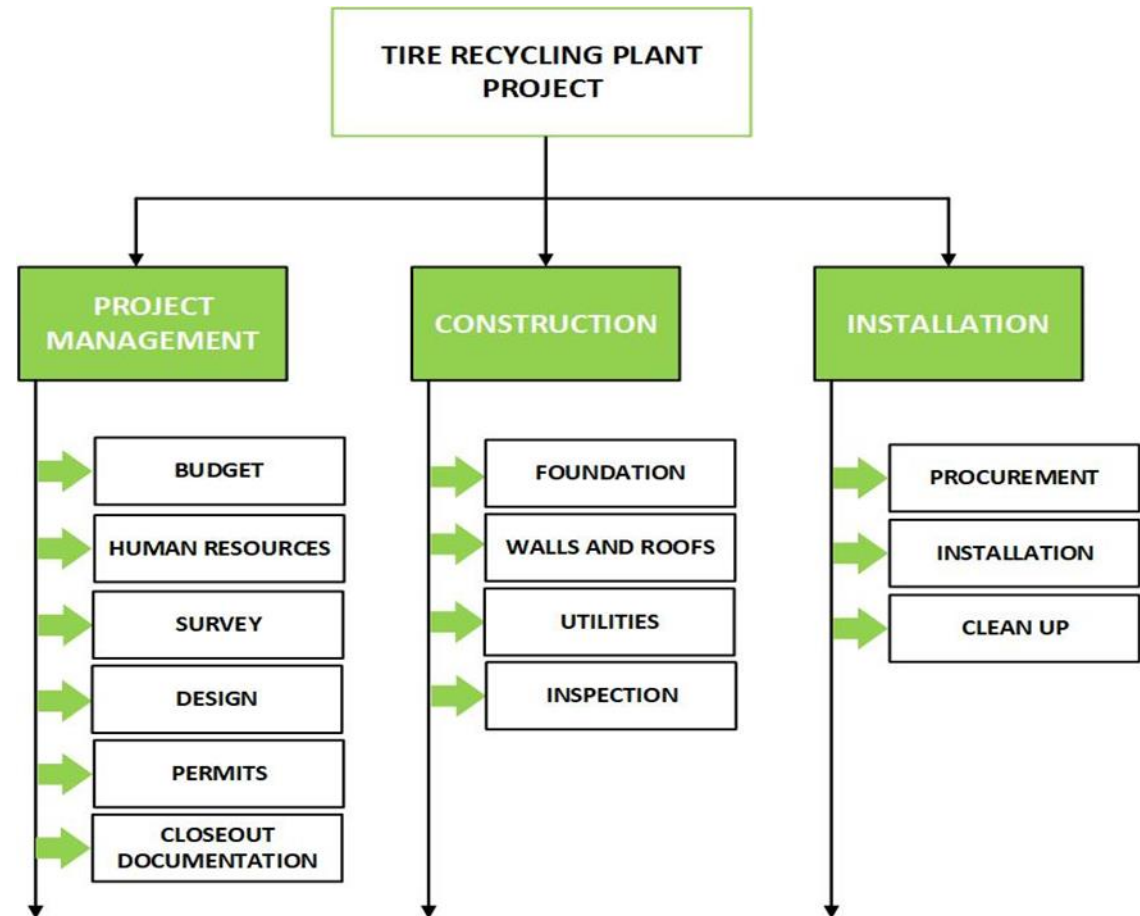 TIRE RECYCLING PLANT
PROJECT
PROJECT
MANAGEMENT
BUDGET
HUMAN RESOURCES
SURVEY
DESIGN
PERMITS
CLOSEOUT
DOCUMENTATION
CONSTRUCTION
FOUNDATION
WALLS AND ROOFS
UTILITIES
INSPECTION
INSTALLATION
PROCUREMENT
INSTALLATION
CLEAN UP